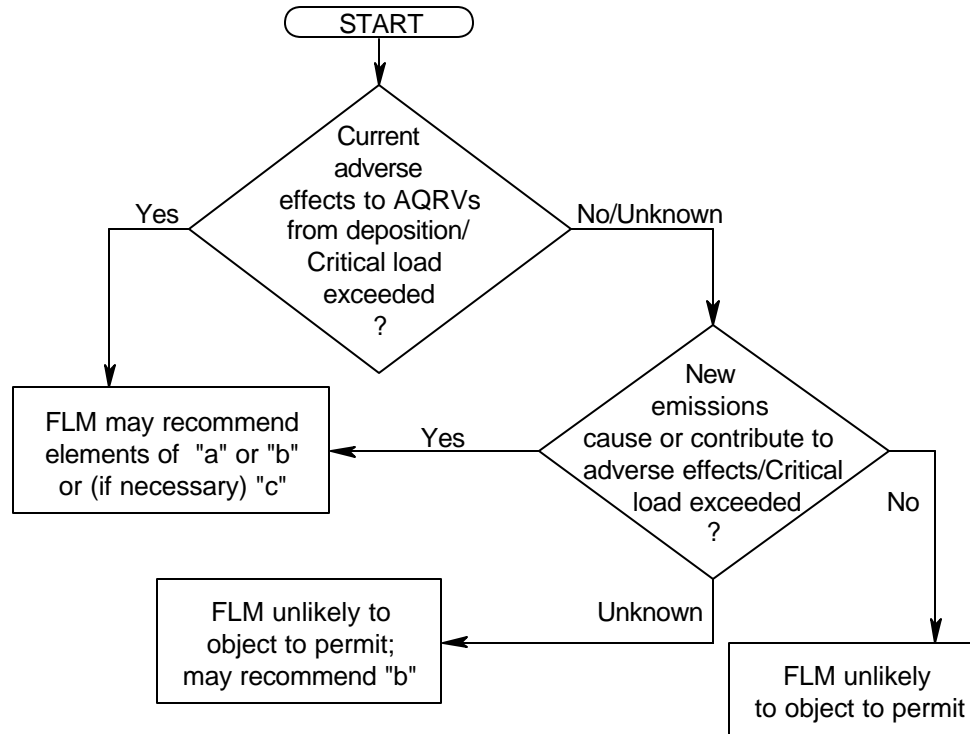 START
Current
adverse
effects to AQRVs
from deposition/
Critical load
exceeded
?
Yes
No/Unknown
FLM may recommend
elements of "a" or "b"
or (if necessary) "c"
Yes
New
emissions
cause or contribute to
adverse effects/Critical
load exceeded
?
No
Unknown
FLM unlikely to
object to permit;
may recommend "b"
FLM unlikely
to object to permit